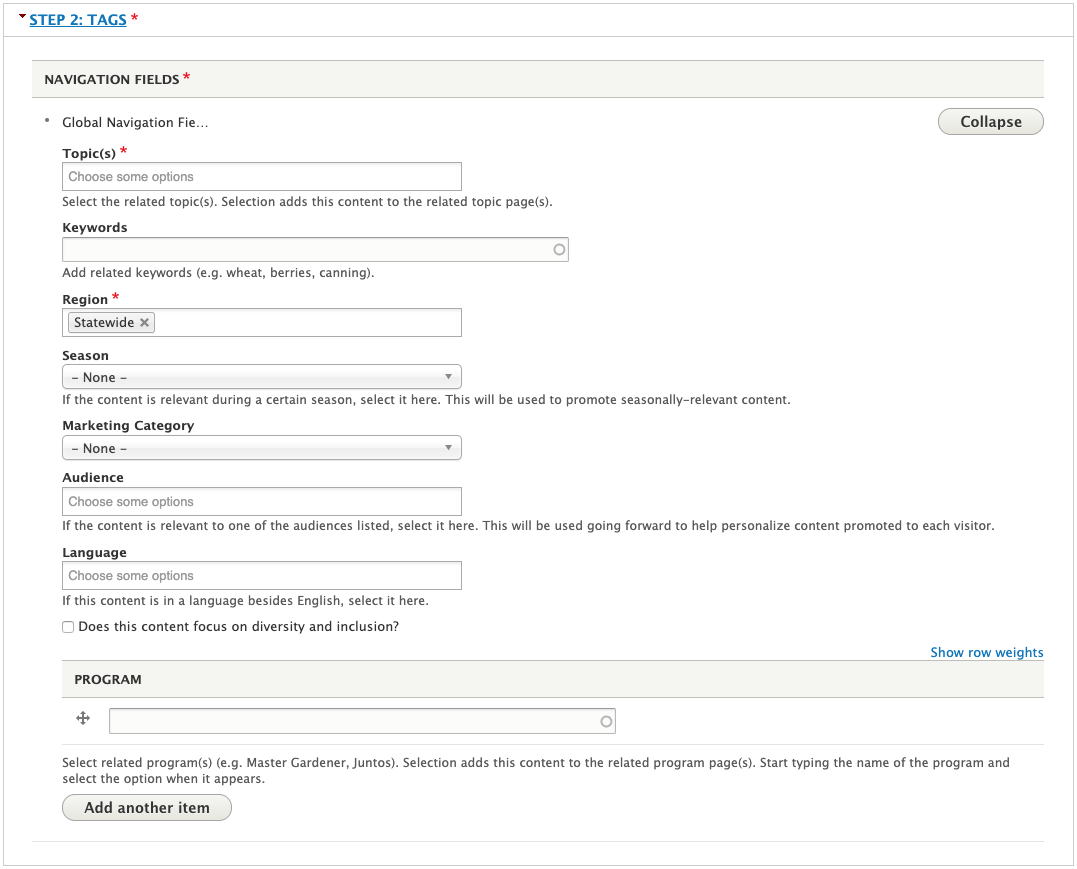 STEP 2: TAGS *
NAVIGATION FIELDS *
Global Navigation Fie...
Collapse
Topic(s) *
Choose some options
Select the related topic(s). Selection adds this content to the related topic page(s).
Keywords
Add related keywords (e.g. wheat, berries, canning).
Region *
Statewide
Season
- None -
If the content is relevant during a certain season, select it here. This will be used to promote seasonally-relevant content.
Marketing Category
- None -
Audience
Choose some options
If the content is relevant to one of the audiences listed, select it here. This will be used going forward to help personalize content promoted to each visitor.
Language
Choose some options
If this content is in a language besides English, select it here.
Does this content focus on diversity and inclusion?
Show row weights
PROGRAM
Select related program(s) (e.g. Master Gardener, Juntos). Selection adds this content to the related program page(s). Start typing the name of the program and
select the option when it appears.
Add another item